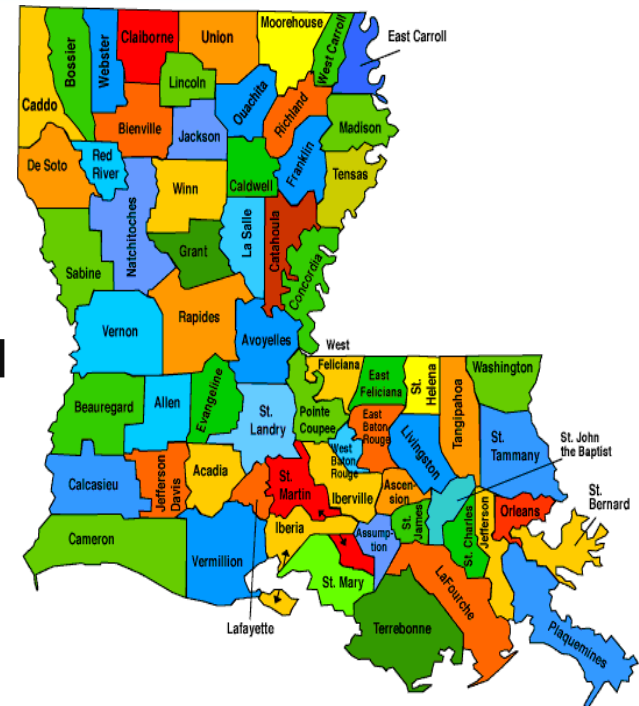 Caddo
Bossier
Webster
Claiborne
Union
Moorehouse
West Carroll
East Carroll
Lincoln
Ouachita
Richland
Madison
Bienville
Jackson
De Soto
Red
River
Winn
Caldwell
Franklin
Tensas
Natchitoches
Sabine
Grant
La Salle
Catahoula
Concordia
Vernon
Rapides
Avoyelles
West
Feliciana
East
Feliciana
St.
Helena
Tangipahoa
Washington
Beauregard
Allen
Evangeline
St.
Landry
Pointe
Coupee
East
Baton
Rouge
West
Baton
Rouge
Livingston
St.
Tammany
St. John
the Baptist
Calcasieu
Jefferson
Davis
Acadia
St.
Martin
Iberville
Ascen-
sion
St.
James
St. Charles
Jefferson
Orleans
St.
Bernard
Cameron
Vermillion
Iberia
Assump-
tion
St. Mary
Lafayette
Terrebonne
LaFourche
Plaquemines